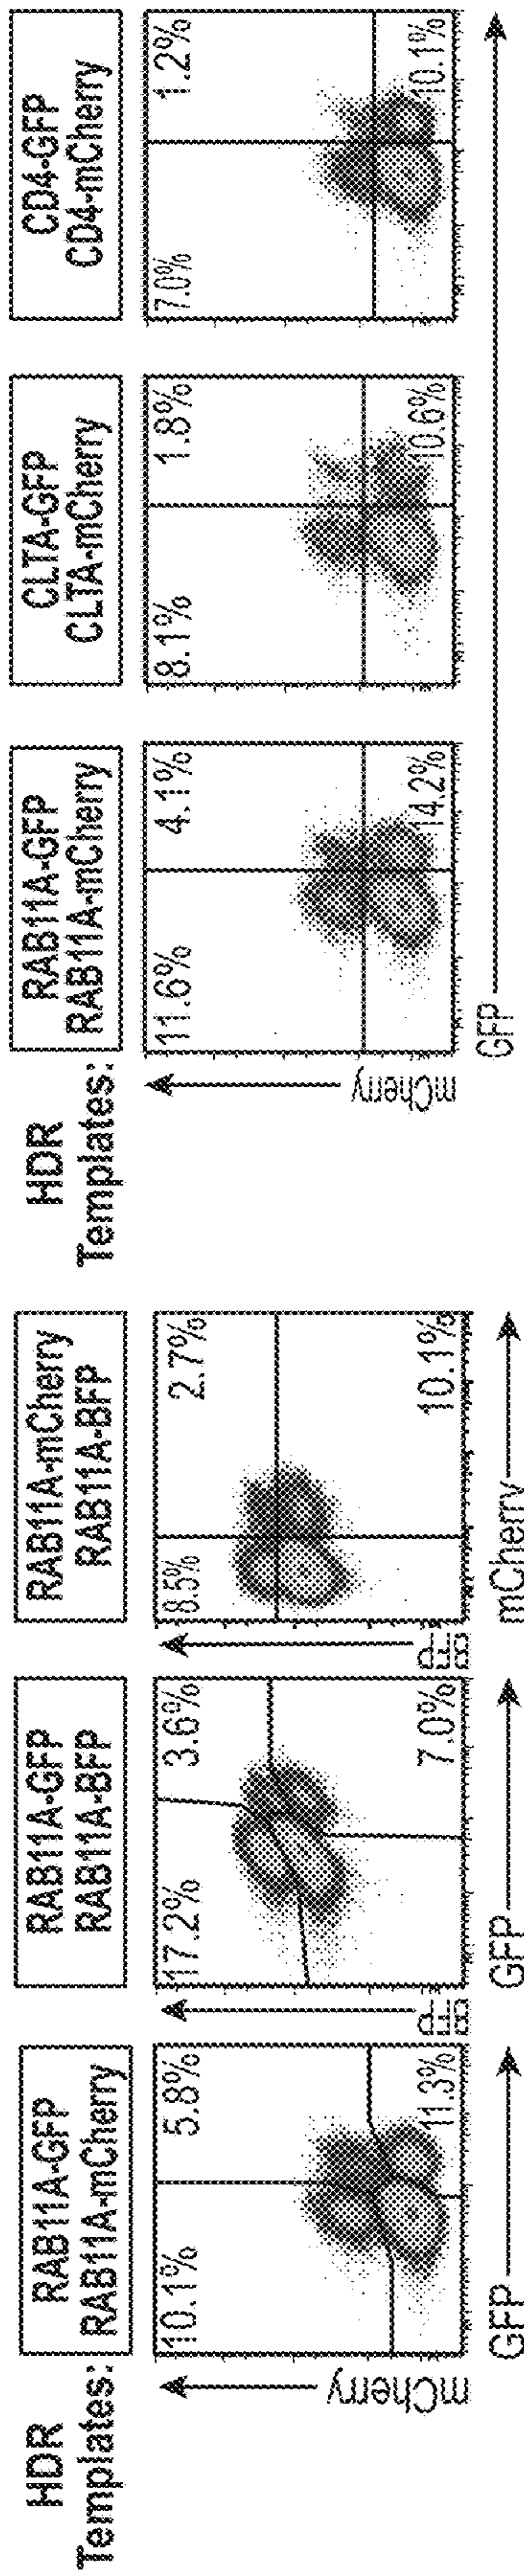 HDR
Templates:
RAB11A-GFP
RAB11A-mCherry
10.1%
5.8%
11.3%
mCherry
GFP
RAB11A-GFP
RAB11A-BFP
17.2%
3.6%
7.0%
BFP
GFP
RAB11A-mCherry
RAB11A-BFP
8.5%
2.7%
10.1%
BFP
mCherry
HDR
Templates:
RAB11A-GFP
RAB11A-mCherry
11.6%
4.1%
14.2%
mCherry
GFP
CLTA-GFP
CLTA-mCherry
8.1%
1.8%
10.6%
CD4-GFP
CD4-mCherry
7.0%
1.2%
10.1%